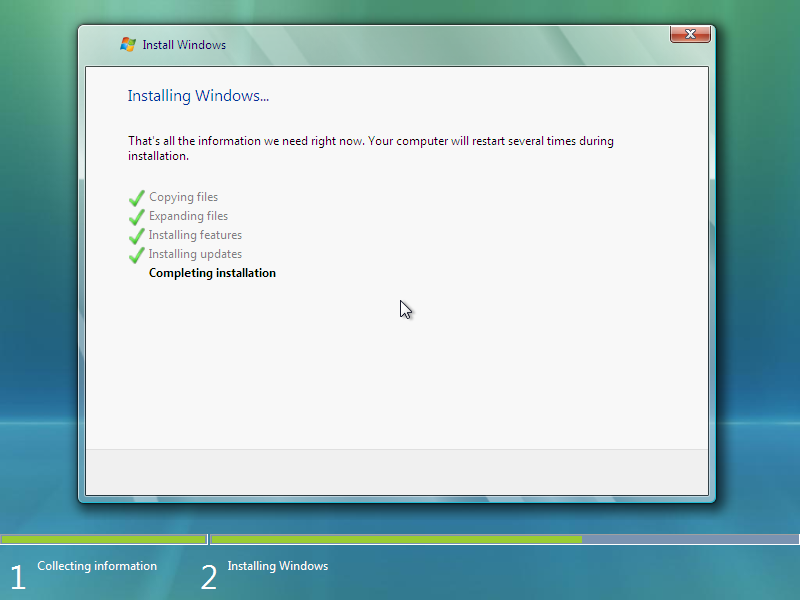 Install Windows
Installing Windows...
That's all the information we need right now. Your computer will restart several times during
installation.
Copying files
Expanding files
Installing features
Installing updates
Completing installation
1 Collecting information
2 Installing Windows